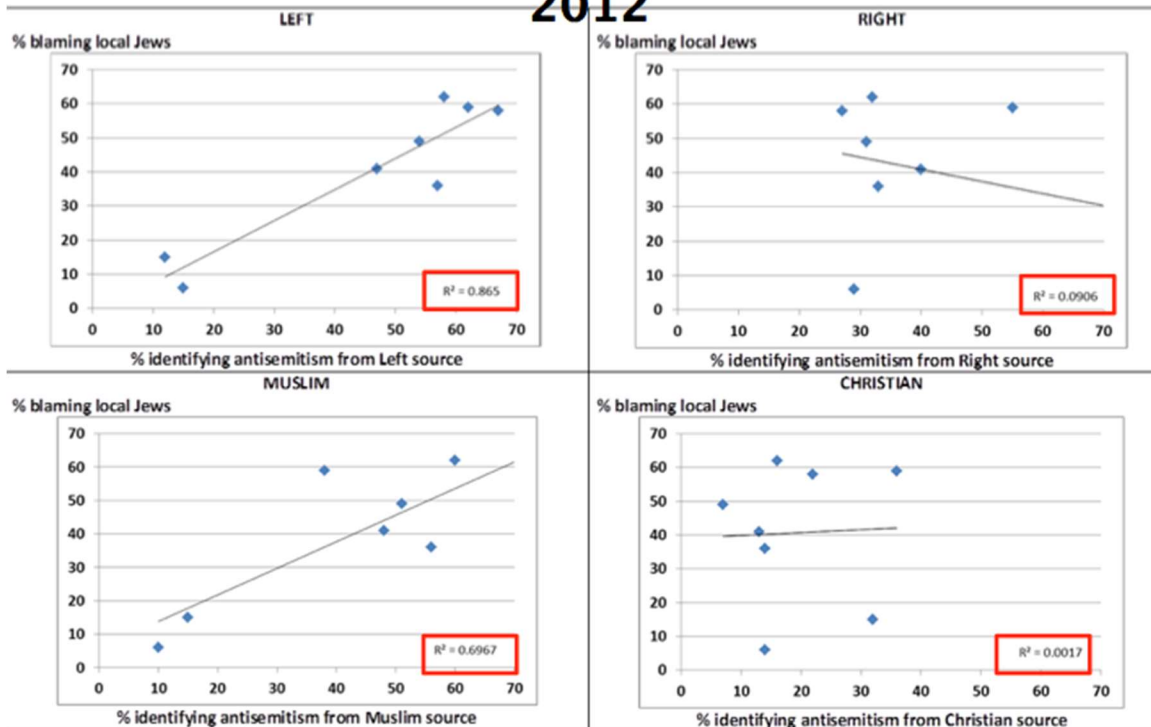 2012
LEFT
% blaming local Jews
70
60
50
40
30
20
10
0
0 10 20 30 40 50 60 70
R² = 0.865
% identifying antisemitism from Left source
RIGHT
% blaming local Jews
70
60
50
40
30
20
10
0
0 10 20 30 40 50 60 70
R² = 0.0906
% identifying antisemitism from Right source
MUSLIM
% blaming local Jews
70
60
50
40
30
20
10
0
0 10 20 30 40 50 60 70
R² = 0.6967
% identifying antisemitism from Muslim source
CHRISTIAN
% blaming local Jews
70
60
50
40
30
20
10
0
0 10 20 30 40 50 60 70
R² = 0.0017
% identifying antisemitism from Christian source